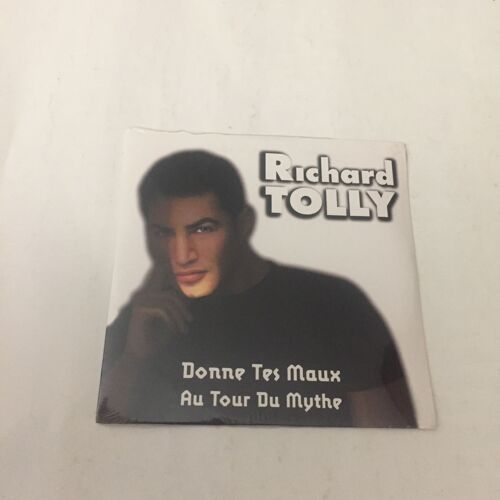 Richard
TOLLY
Donne Tes Maux
Au Tour Du Mythe